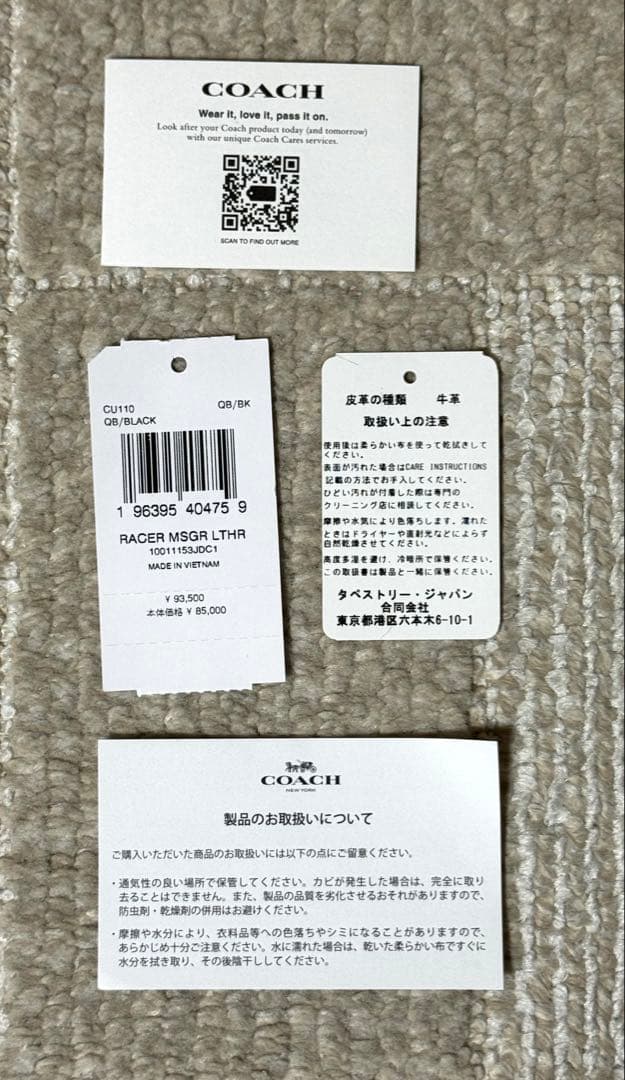 COACH
Wear it, love it, pass it on.
Look after your Coach product today (and tomorrow)
with our unique Coach Cares services.
SCAN TO FIND OUT MORE
CU110 QB/BK
QB/BLACK
1 96395 40475 9
RACER MSGR LTHR
10011153JDC1
MADE IN VIETNAM
¥ 93,500
本体価格 ¥ 85,000
皮革の種類 牛革
取扱い上の注意
使用後は柔らかい布を使って乾拭きして
ください。
表面が汚れた場合はCARE INSTRUCTIONS
記載の方法でお手入してください。
ひどい汚れが付着した際は専門の
クリーニング店に相談してください。
摩擦や水気により色落ちします。濡れた
ときはドライヤーや直射光などによらず
自然乾燥させてください。
高度多湿を避け、冷暗所で保管ください。
この取扱書は製品と一緒に保管ください。
タペストリー・ジャパン
合同会社
東京都港区六本木6-10-1
COACH
NEW YORK
製品のお取扱いについて
ご購入いただいた商品のお取扱いには以下の点にご留意ください。
・通気性の良い場所で保管してください。カビが発生した場合は、完全に取り
去ることはできません。また、製品の品質を劣化させるおそれがありますので、
防虫剤・乾燥剤の併用はお避けください。
・摩擦や水分により、衣料品等への色落ちやシミになることがありますので、
あらかじめ十分ご注意ください。水に濡れた場合は、乾いた柔らかい布ですぐに
水分を拭き取り、その後陰干ししてください。